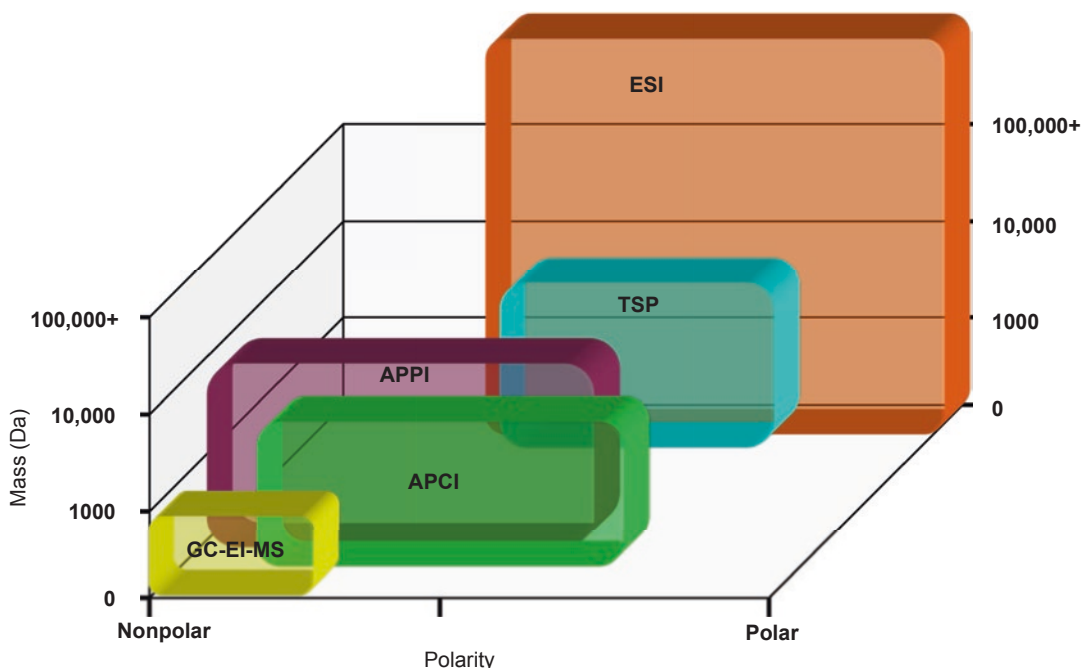 ESI
100,000+
10,000
TSP
1000
100,000+
APPI
0
10,000
Mass (Da)
APCI
1000
GC-EI-MS
0
Nonpolar
Polar
Polarity